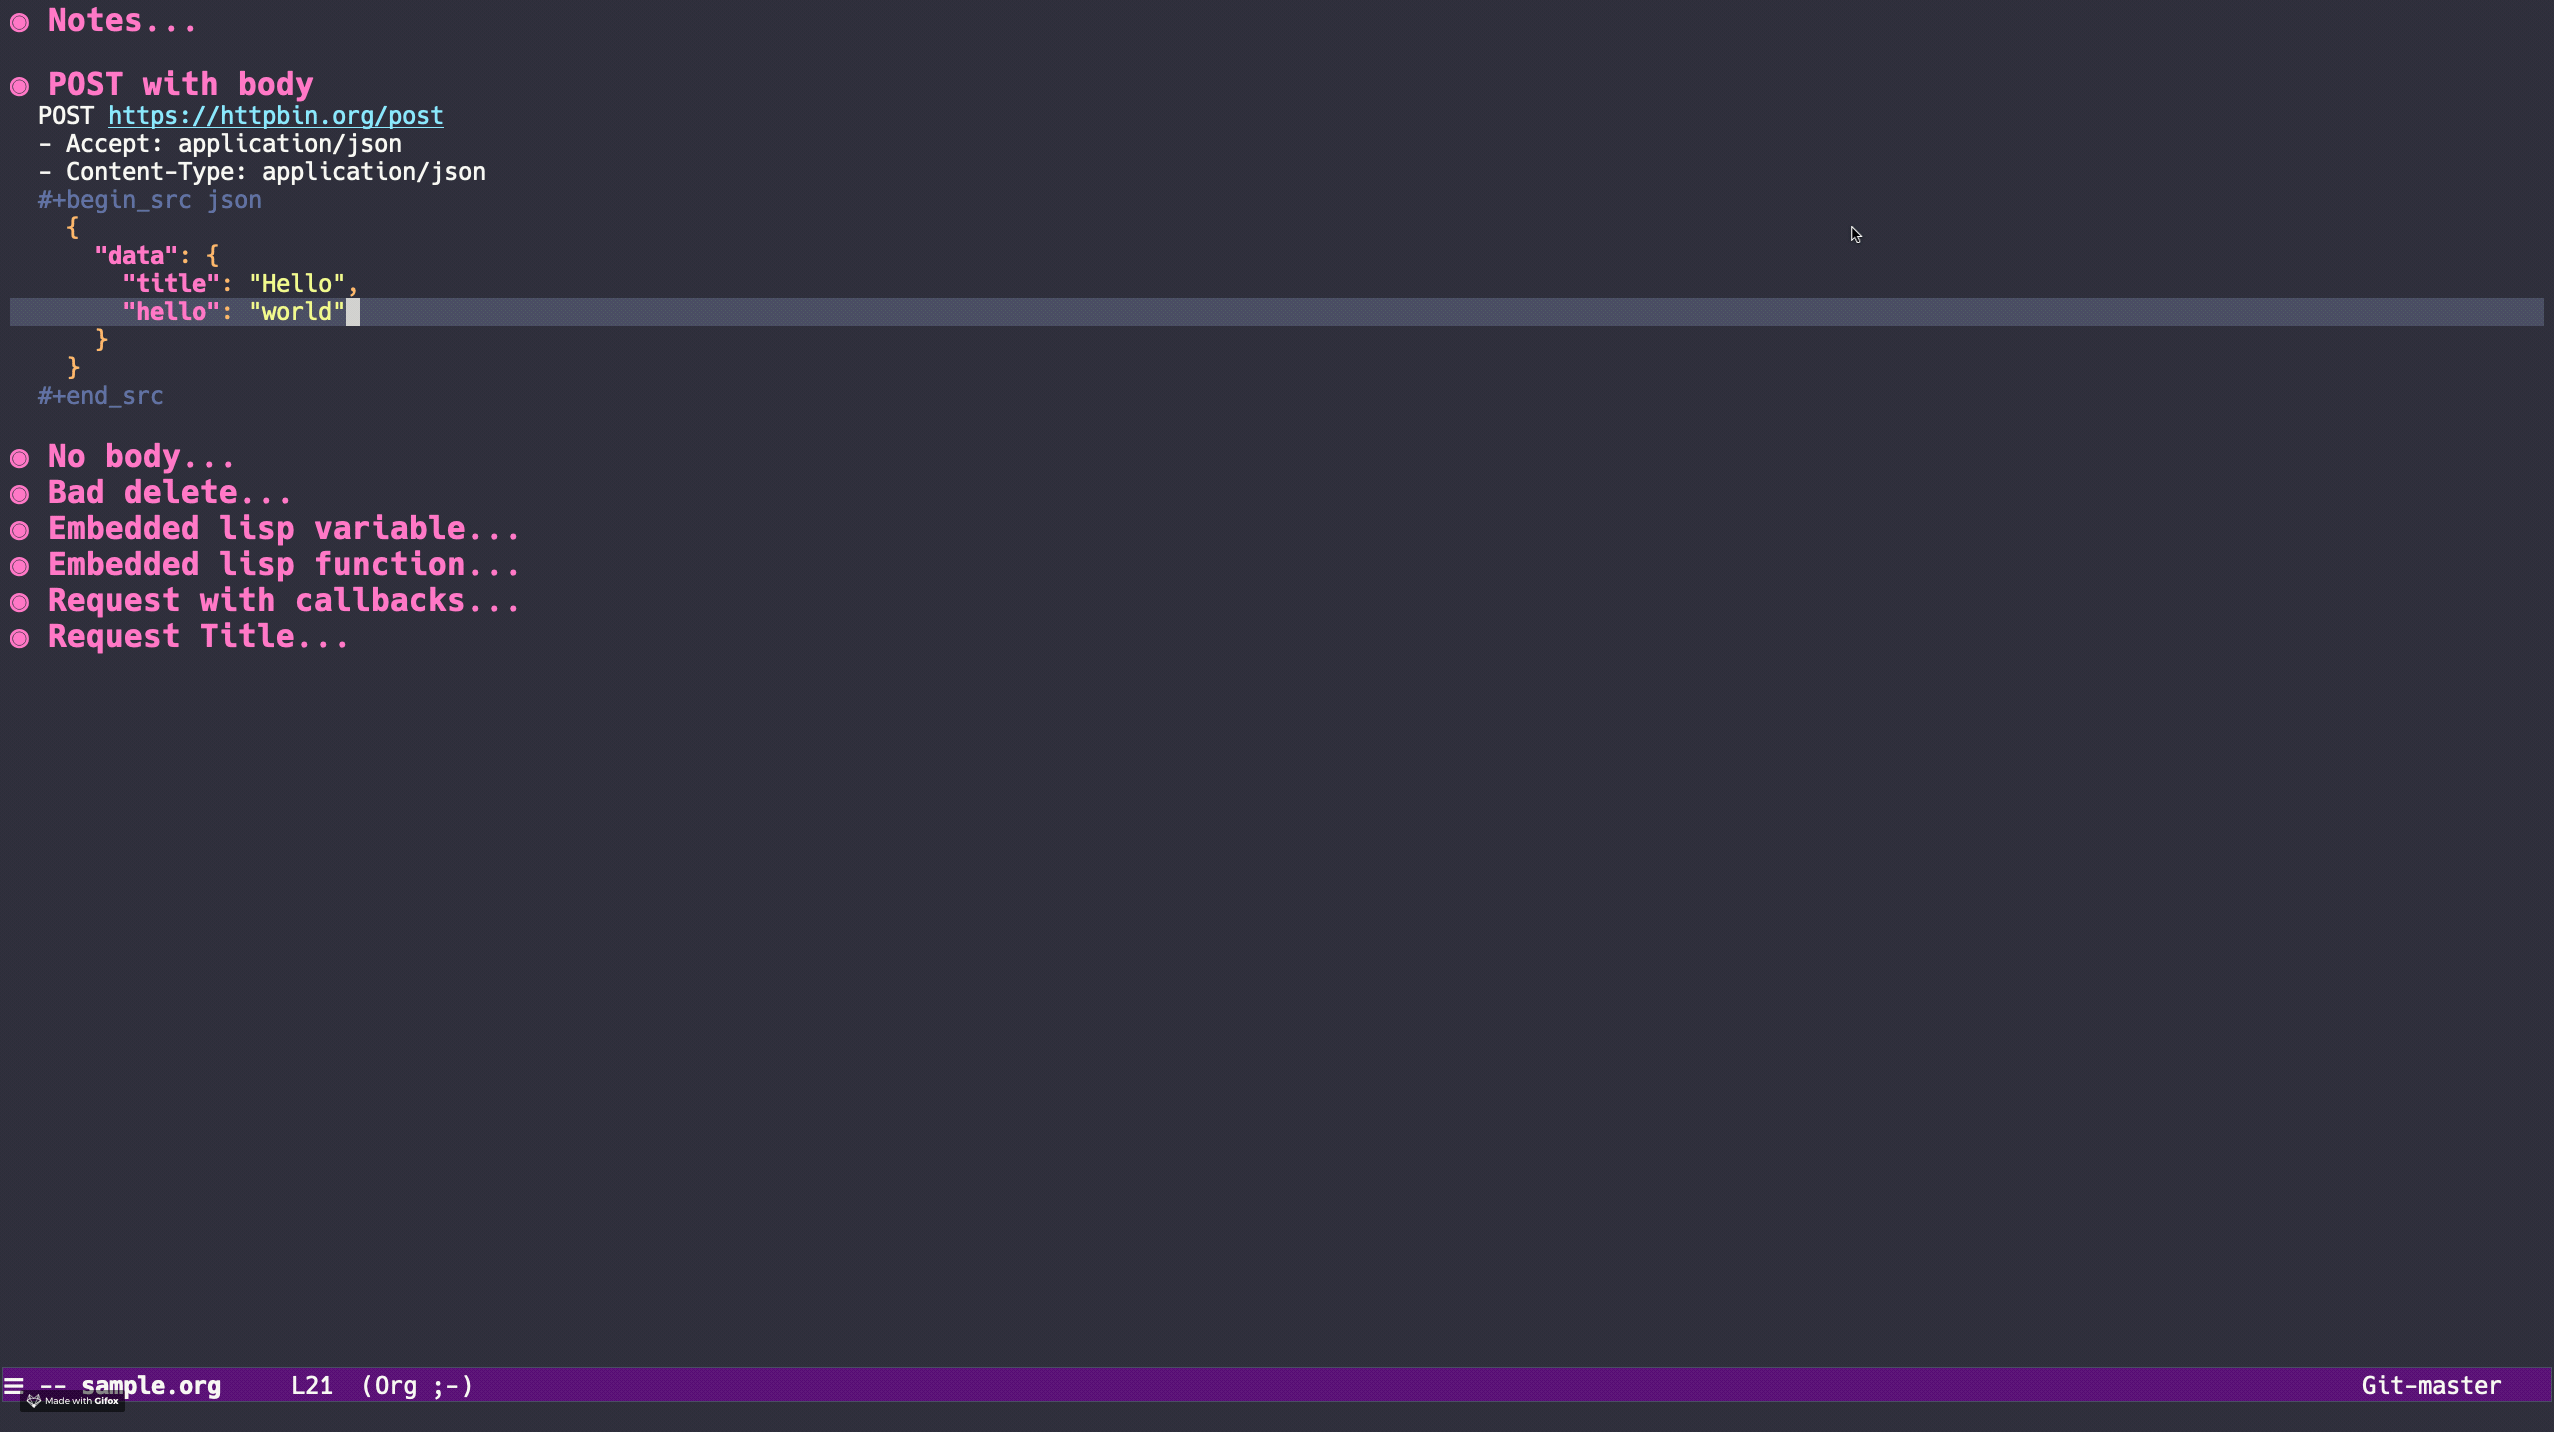 ◉ Notes...
◉ POST with body
POST https://httpbin.org/post
- Accept: application/json
- Content-Type: application/json
#+begin_src json
{
"data": {
"title": "Hello",
"hello": "world"
}
}
#+end_src
◉ No body...
◉ Bad delete...
◉ Embedded lisp variable...
◉ Embedded lisp function...
◉ Request with callbacks...
◉ Request Title...
-- sample.org L21 (Org ;-) Git-master
Made with Gifox